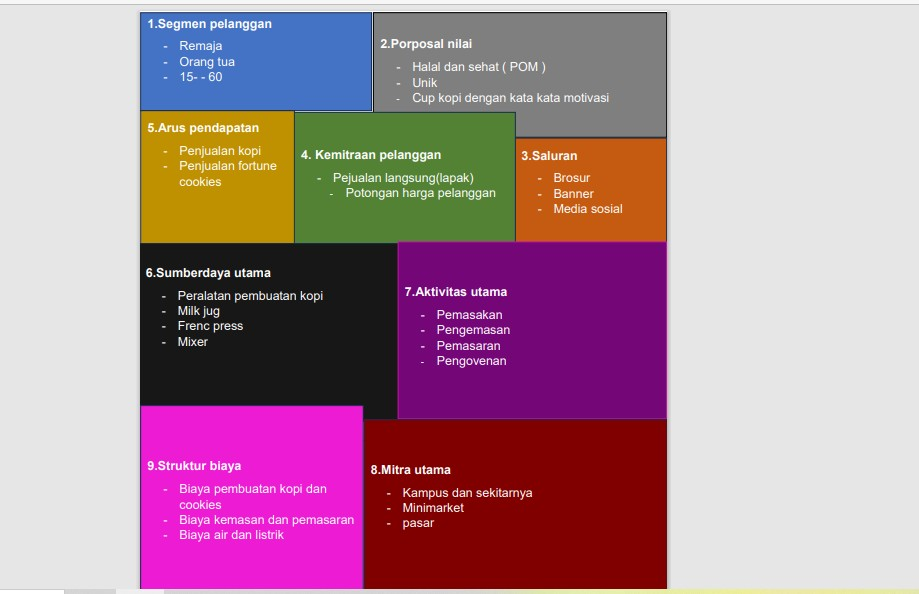 1.Segmen pelanggan
- Remaja
- Orang tua
- 15- - 60
2.Porposal nilai
- Halal dan sehat ( POM )
- Unik
- Cup kopi dengan kata kata motivasi
5.Arus pendapatan
- Penjualan kopi
- Penjualan fortune
cookies
4. Kemitraan pelanggan
- Pejualan langsung(lapak)
- Potongan harga pelanggan
3.Saluran
- Brosur
- Banner
- Media sosial
6.Sumberdaya utama
- Peralatan pembuatan kopi
- Milk jug
- Frenc press
- Mixer
7.Aktivitas utama
- Pemasakan
- Pengemasan
- Pemasaran
- Pengovenan
9.Struktur biaya
- Biaya pembuatan kopi dan
cookies
- Biaya kemasan dan pemasaran
- Biaya air dan listrik
8.Mitra utama
- Kampus dan sekitarnya
- Minimarket
- pasar